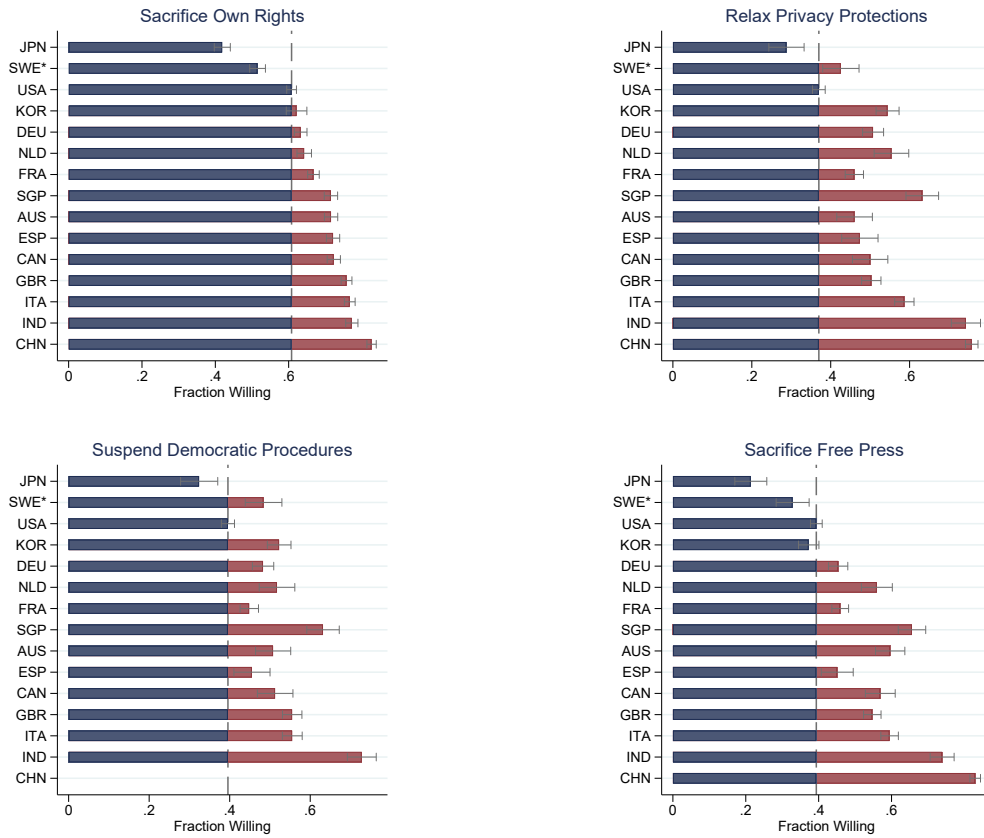 Sacrifice Own Rights
JPN
SWE*
USA
KOR
DEU
NLD
FRA
SGP
AUS
ESP
CAN
GBR
ITA
IND
CHN
0 .2 .4 .6
Fraction Willing
Relax Privacy Protections
JPN
SWE*
USA
KOR
DEU
NLD
FRA
SGP
AUS
ESP
CAN
GBR
ITA
IND
CHN
0 .2 .4 .6
Fraction Willing
Suspend Democratic Procedures
JPN
SWE*
USA
KOR
DEU
NLD
FRA
SGP
AUS
ESP
CAN
GBR
ITA
IND
CHN
0 .2 .4 .6
Fraction Willing
Sacrifice Free Press
JPN
SWE*
USA
KOR
DEU
NLD
FRA
SGP
AUS
ESP
CAN
GBR
ITA
IND
CHN
0 .2 .4 .6
Fraction Willing